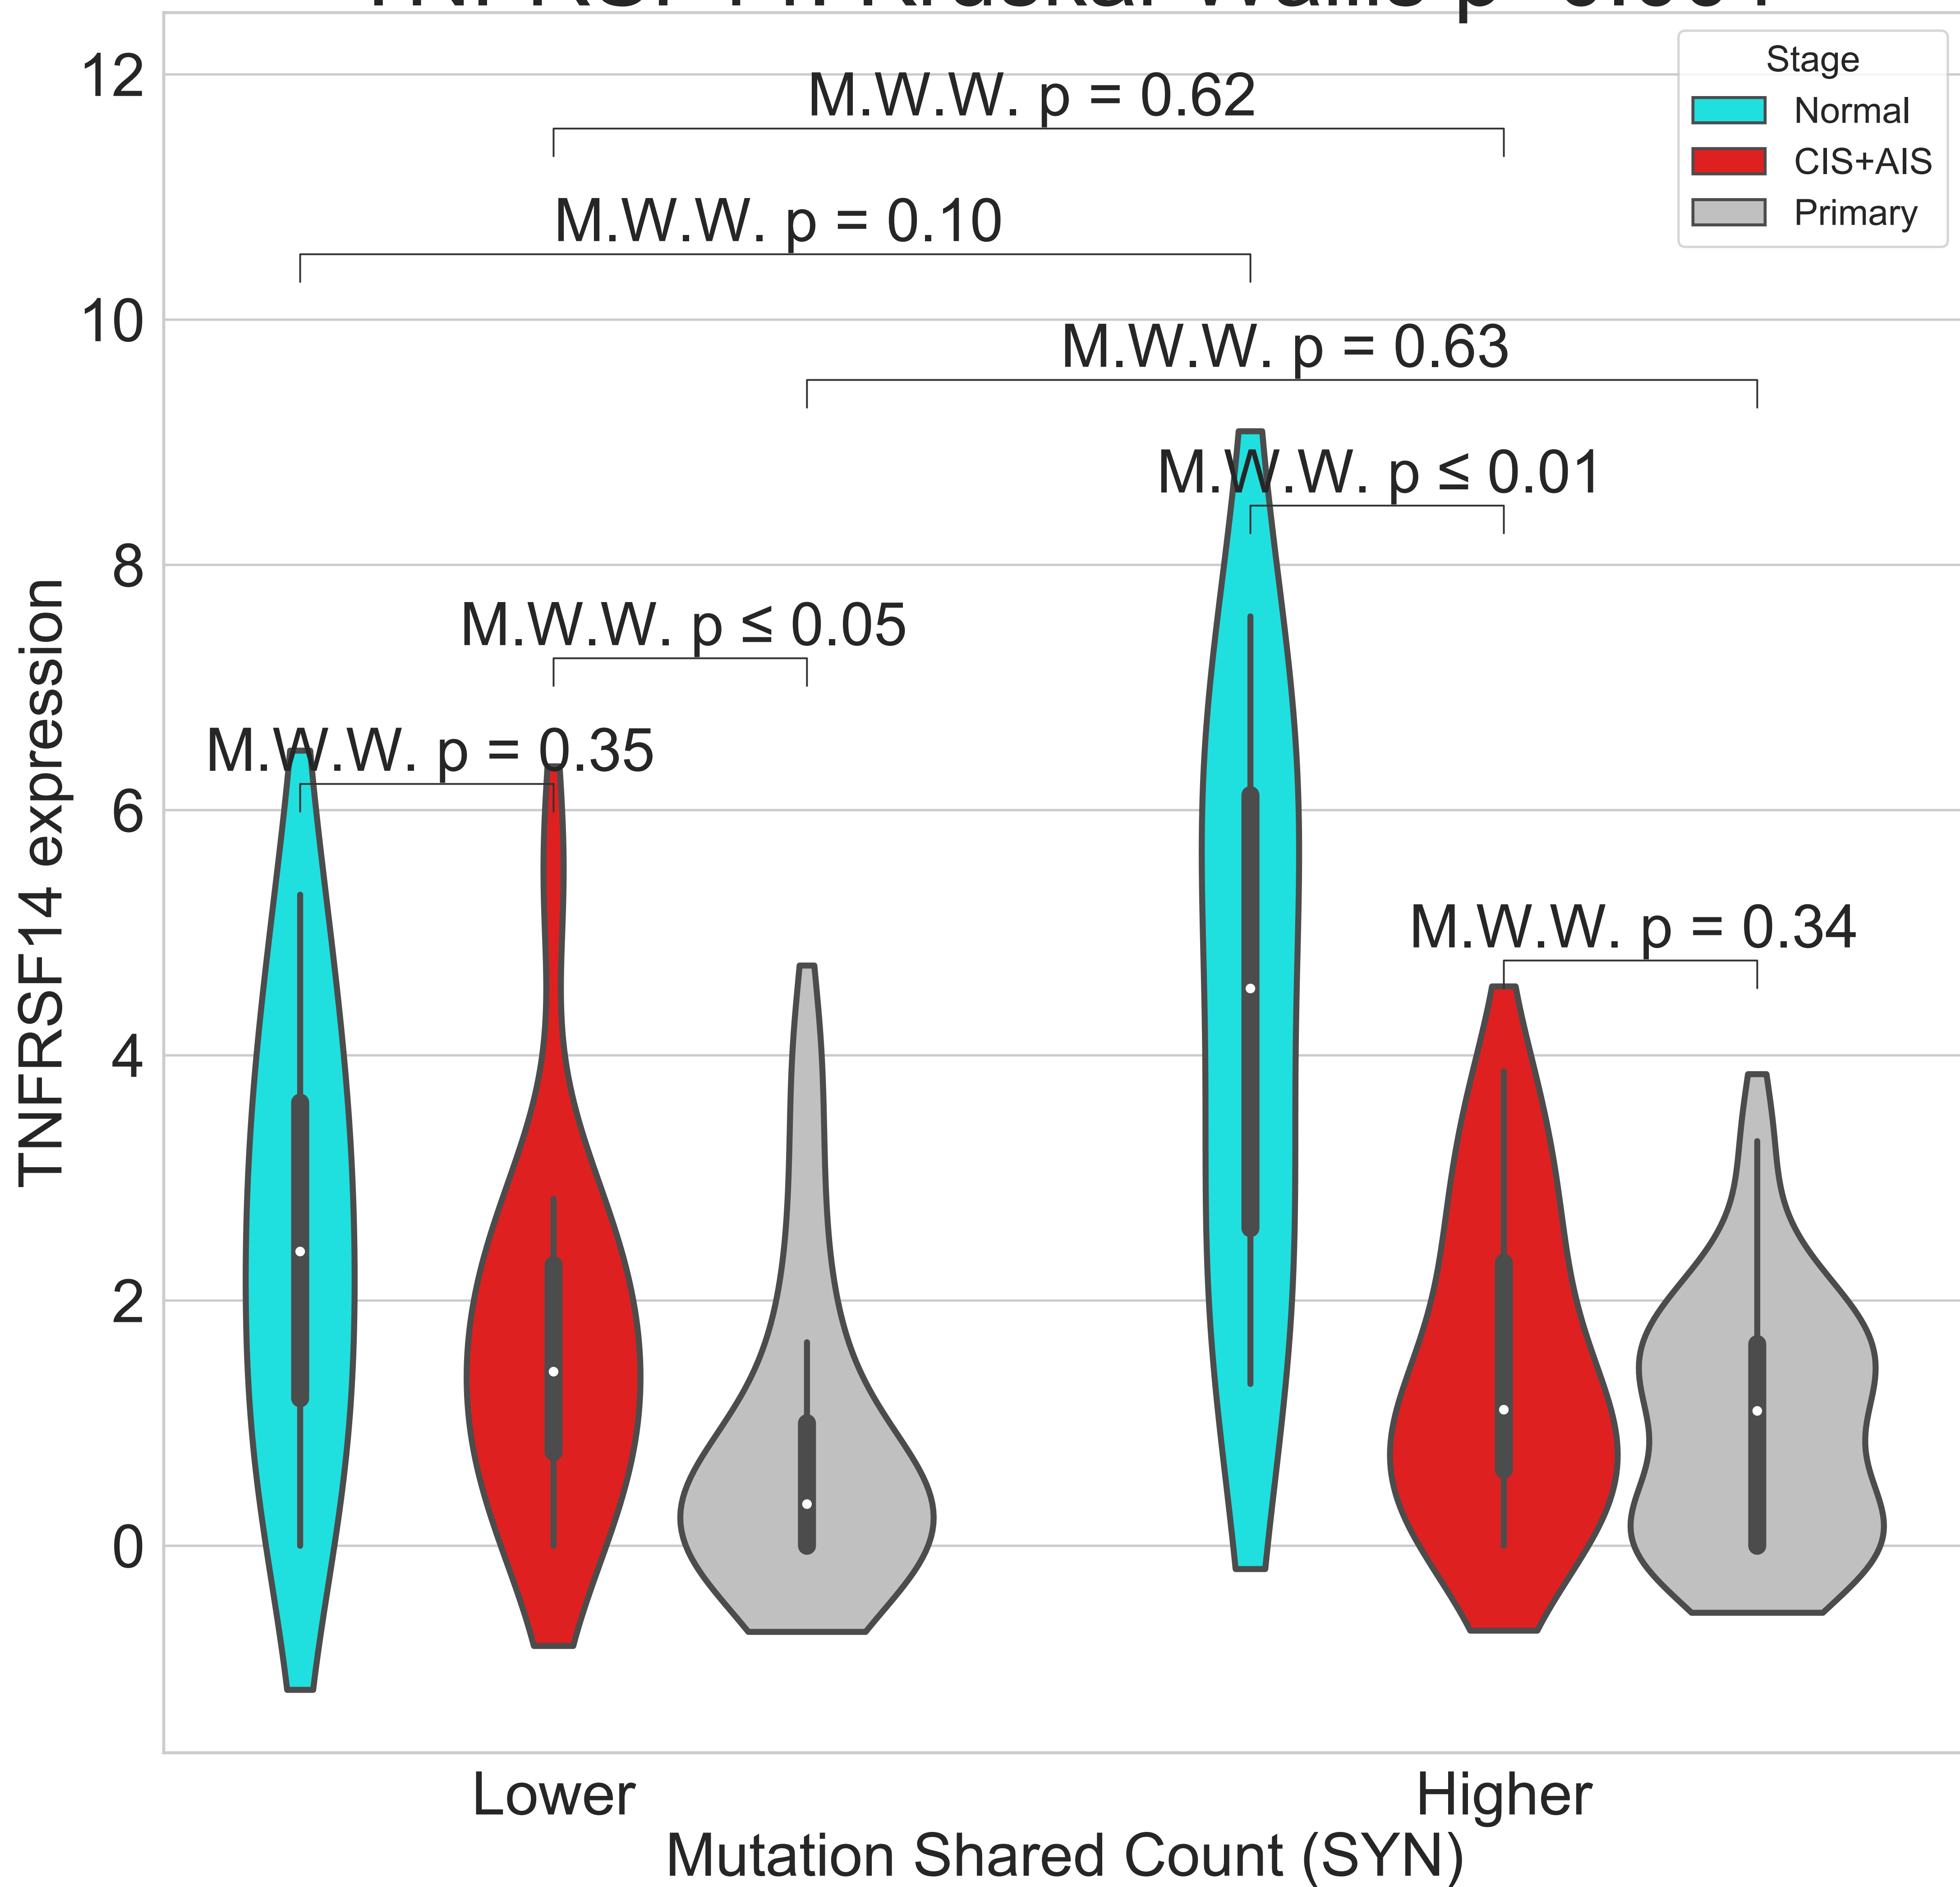 12
10
8
6
4
2
0
TNFRSF14 expression
Stage
Normal
CIS+AIS
Primary
M.W.W. p = 0.62
M.W.W. p = 0.10
M.W.W. p = 0.63
M.W.W. p ≤ 0.01
M.W.W. p ≤ 0.05
M.W.W. p = 0.35
M.W.W. p = 0.34
Lower
Higher
Mutation Shared Count (SYN)